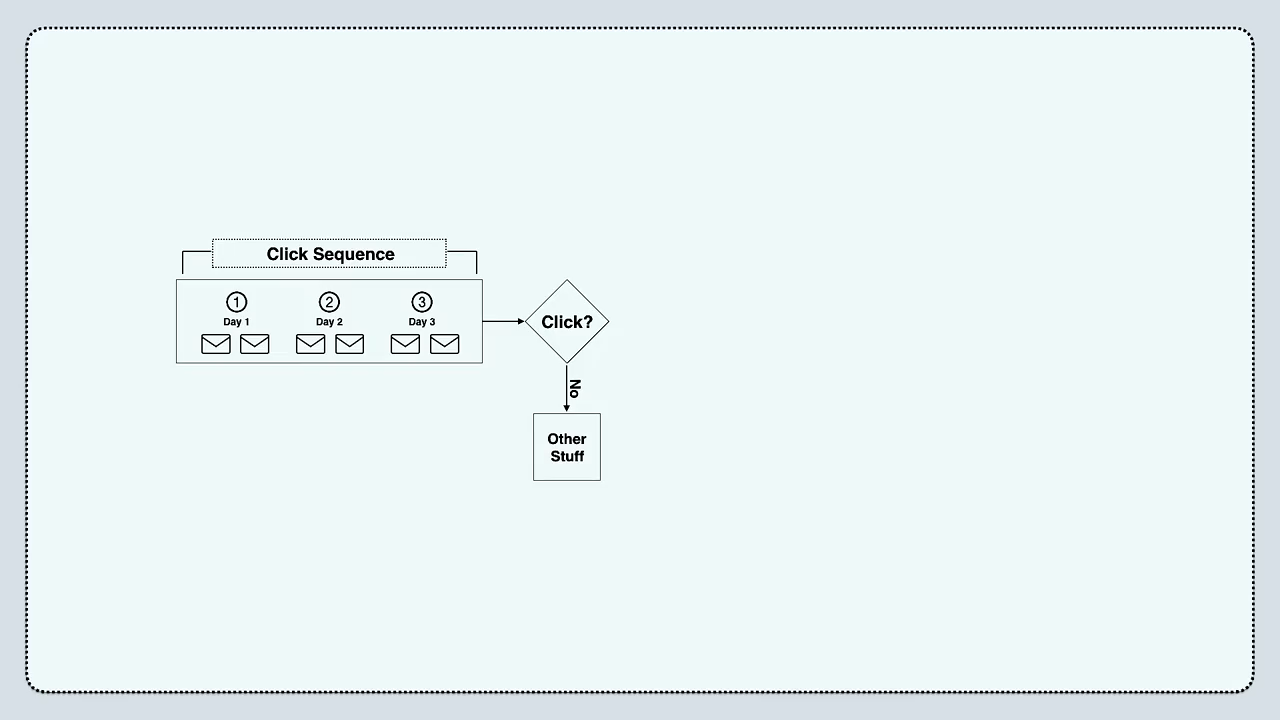 Click Sequence
1 2 3
Day 1 Day 2 Day 3
Click?
No
Other
Stuff